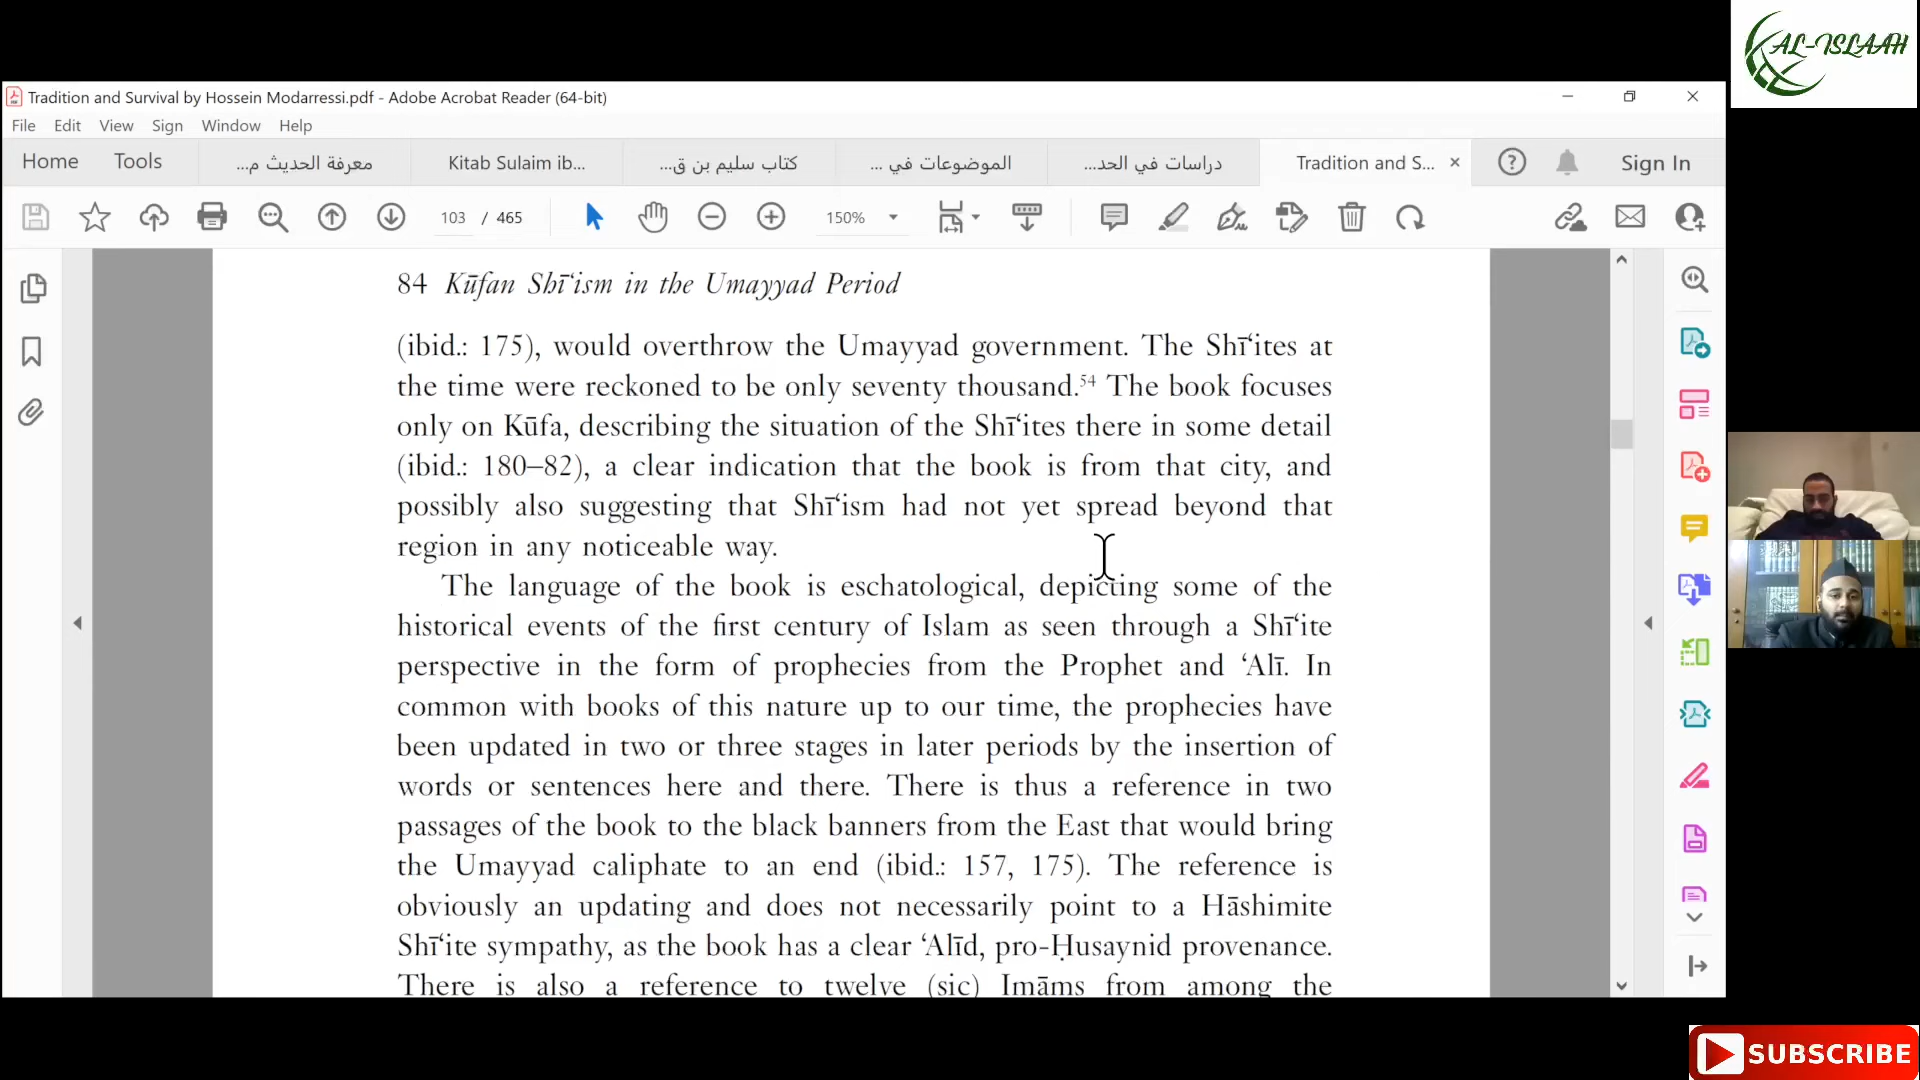 AL-ISLAAH
Tradition and Survival by Hossein Modarressi.pdf - Adobe Acrobat Reader (64-bit)
File Edit View Sign Window Help
Home Tools معرفة الحديث م... Kitab Sulaim ib... كتاب سليم بن ق... الموضوعات في ... دراسات في الحد... Tradition and S... Sign In
103 / 465 150%
84 Kūfan Shīʿism in the Umayyad Period
(ibid.: 175), would overthrow the Umayyad government. The Shīʿites at
the time were reckoned to be only seventy thousand.54 The book focuses
only on Kūfa, describing the situation of the Shīʿites there in some detail
(ibid.: 180–82), a clear indication that the book is from that city, and
possibly also suggesting that Shīʿism had not yet spread beyond that
region in any noticeable way.
The language of the book is eschatological, depicting some of the
historical events of the first century of Islam as seen through a Shīʿite
perspective in the form of prophecies from the Prophet and ʿAlī. In
common with books of this nature up to our time, the prophecies have
been updated in two or three stages in later periods by the insertion of
words or sentences here and there. There is thus a reference in two
passages of the book to the black banners from the East that would bring
the Umayyad caliphate to an end (ibid.: 157, 175). The reference is
obviously an updating and does not necessarily point to a Hāshimite
Shīʿite sympathy, as the book has a clear ʿAlīd, pro-Ḥusaynid provenance.
There is also a reference to twelve (sic) Imāms from among the
SUBSCRIBE